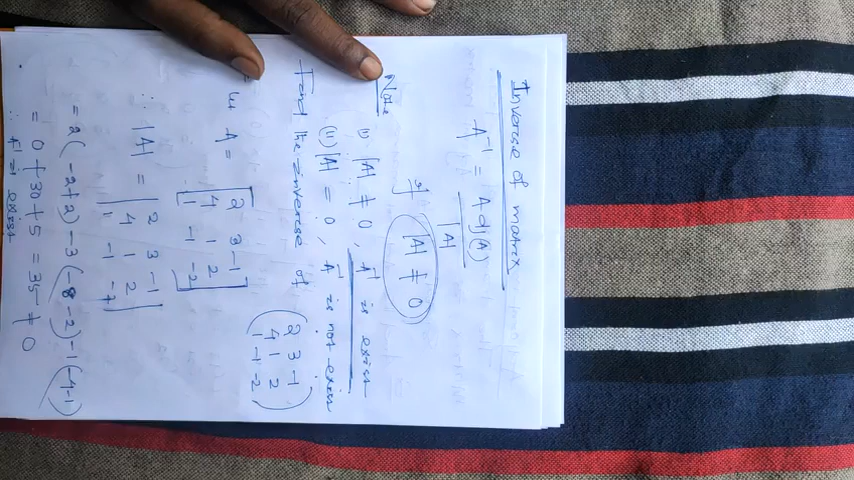 Inverse of matrix
A⁻¹ = Adj(A) / |A|
if |A| ≠ 0
Note
(i) |A| ≠ 0, A⁻¹ is exist
(ii) |A| = 0, A⁻¹ is not exist
Find the inverse of (2 3 -1
4 1 2
1 -1 -2)
A = [2 3 -1
4 1 2
1 -1 -2]
∴ |A| = |2 3 -1
4 1 2
1 -1 -2|
= 2(-2+2) -3(-8-2) -1(-4-1)
= 0 + 30 + 5 = 35 ≠ 0
∴ A⁻¹ exist